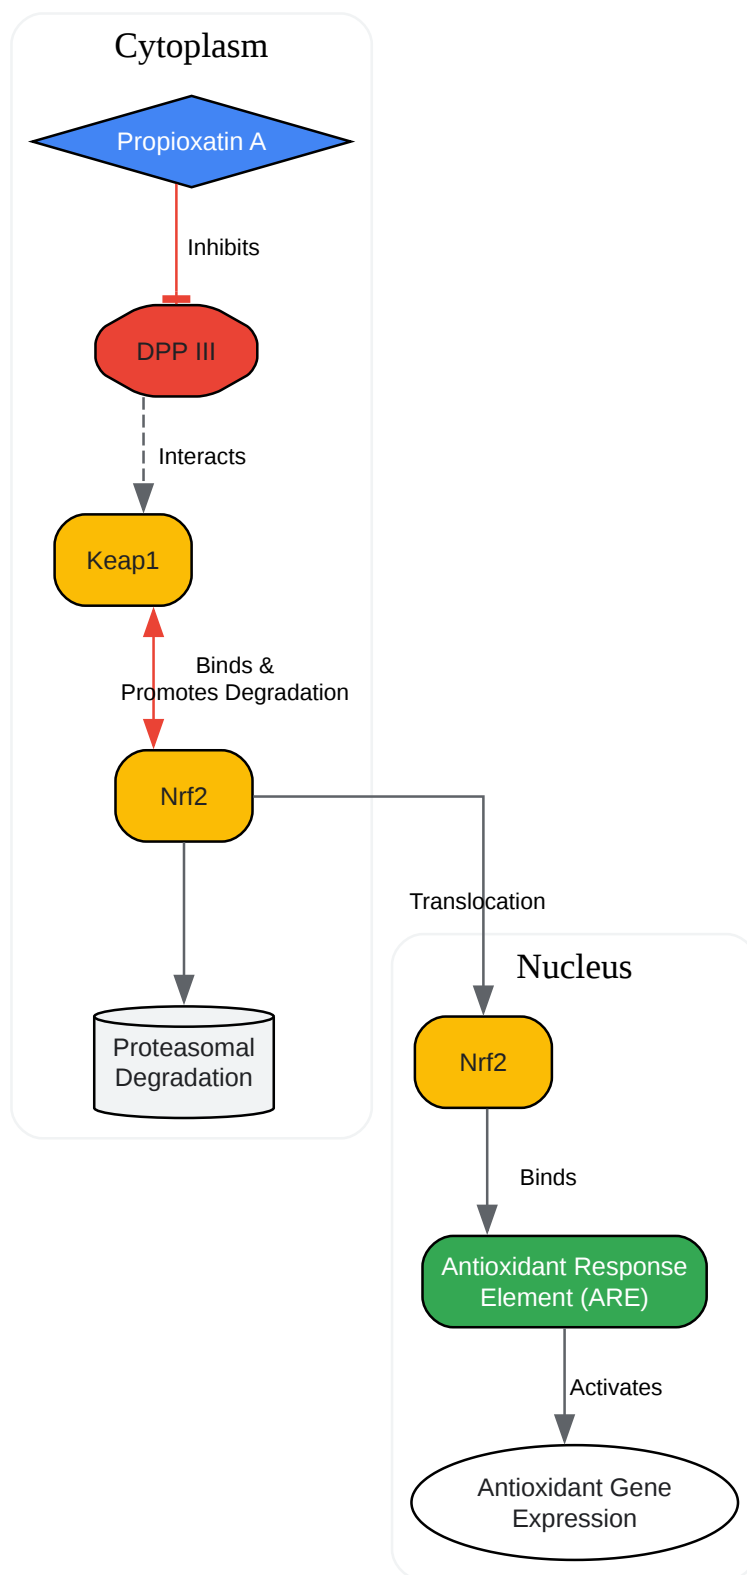 Cytoplasm
Propioxatin A
Inhibits
DPP III
Interacts
Keap1
Binds &
Promotes Degradation
Nrf2
Translocation
Nucleus
Proteasomal
Degradation
Nrf2
Binds
Antioxidant Response
Element (ARE)
Activates
Antioxidant Gene
Expression